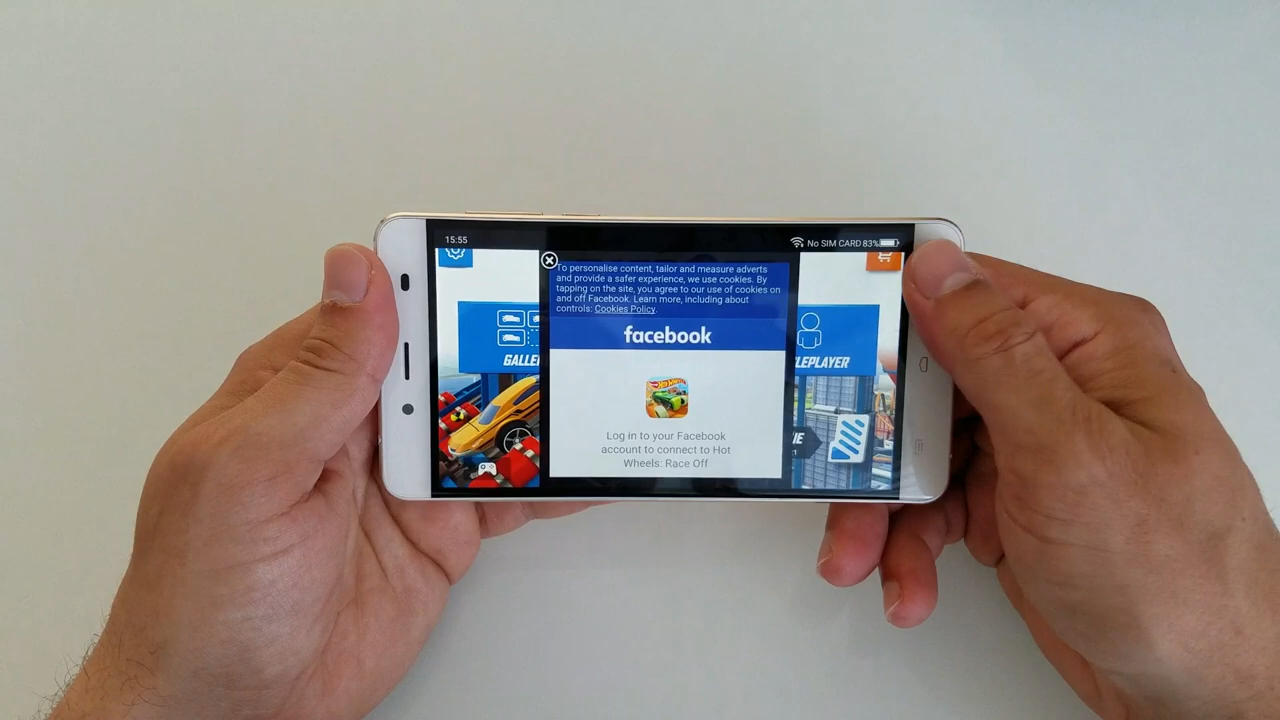 15:55
No SIM CARD 83%
To personalise content, tailor and measure adverts
and provide a safer experience, we use cookies. By
tapping on the site, you agree to our use of cookies on
and off Facebook. Learn more, including about
controls: Cookies Policy.
facebook
GALLE
LEPLAYER
HOT WHEELS
Log in to your Facebook
account to connect to Hot
Wheels: Race Off